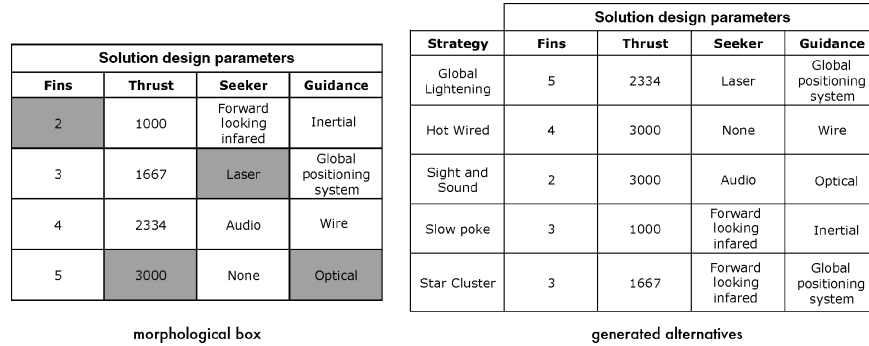 Solution design parameters
Fins Thrust Seeker Guidance
2 1000 Forward looking infared Inertial
3 1667 Laser Global positioning system
4 2334 Audio Wire
5 3000 None Optical
morphological box
Solution design parameters
Strategy Fins Thrust Seeker Guidance
Global Lightening 5 2334 Laser Global positioning system
Hot Wired 4 3000 None Wire
Sight and Sound 2 3000 Audio Optical
Slow poke 3 1000 Forward looking infared Inertial
Star Cluster 3 1667 Forward looking infared Global positioning system
generated alternatives